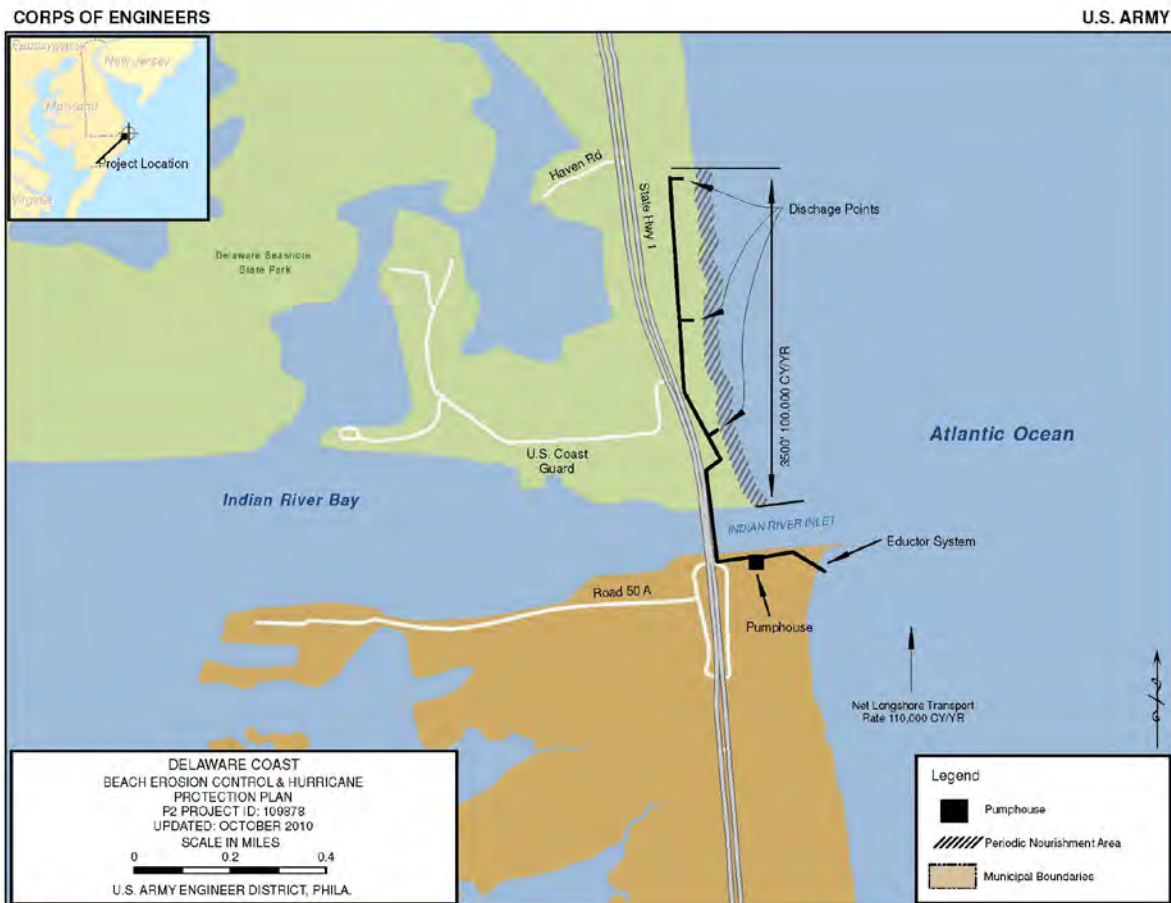 CORPS OF ENGINEERS
U.S. ARMY
Pennsylvania
New Jersey
Maryland
Project Location
Virginia
Haven Rd
State Hwy 1
Dischage Points
Delaware Seashore
State Park
3500' 100,000 CY/YR
Atlantic Ocean
U.S. Coast
Guard
Indian River Bay
INDIAN RIVER INLET
Eductor System
Road 50 A
Pumphouse
Net Longshore Transport
Rate 110,000 CY/YR
DELAWARE COAST
BEACH EROSION CONTROL & HURRICANE
PROTECTION PLAN
P2 PROJECT ID: 109878
UPDATED: OCTOBER 2010
SCALE IN MILES
0 0.2 0.4
U.S. ARMY ENGINEER DISTRICT, PHILA.
Legend
Pumphouse
Periodic Nourishment Area
Municipal Boundaries